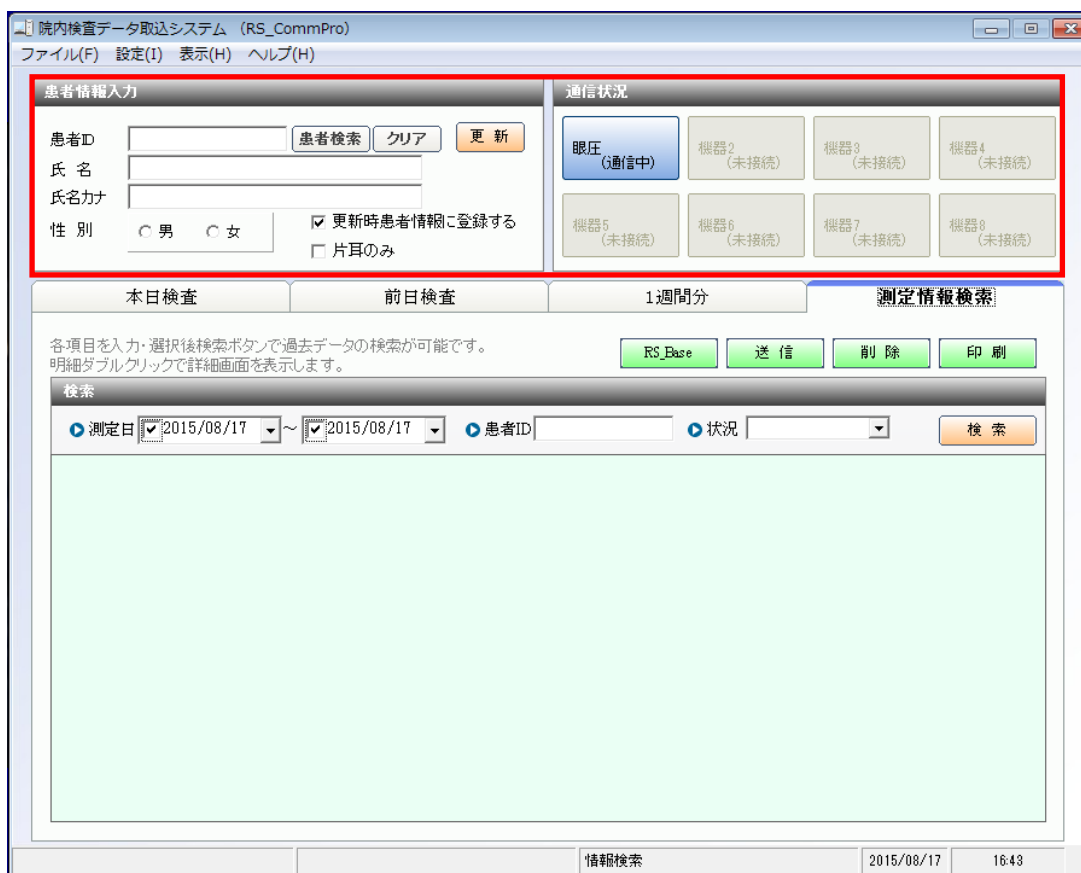 院内検査データ取込システム (RS_CommPro)
ファイル(F) 設定(I) 表示(H) ヘルプ(H)
患者情報入力
患者ID 患者検索 クリア 更 新
氏 名
氏名カナ
性 別 男 女
更新時患者情報に登録する
片耳のみ
通信状況
眼圧 (通信中)
機器2 (未接続)
機器3 (未接続)
機器4 (未接続)
機器5 (未接続)
機器6 (未接続)
機器7 (未接続)
機器8 (未接続)
本日検査 前日検査 1週間分 測定情報検索
各項目を入力・選択後検索ボタンで過去データの検索が可能です。
明細ダブルクリックで詳細画面を表示します。
RS_Base 送 信 削 除 印 刷
検索
測定日 2015/08/17 ～ 2015/08/17 患者ID 状況 検 索
情報検索 2015/08/17 16:43